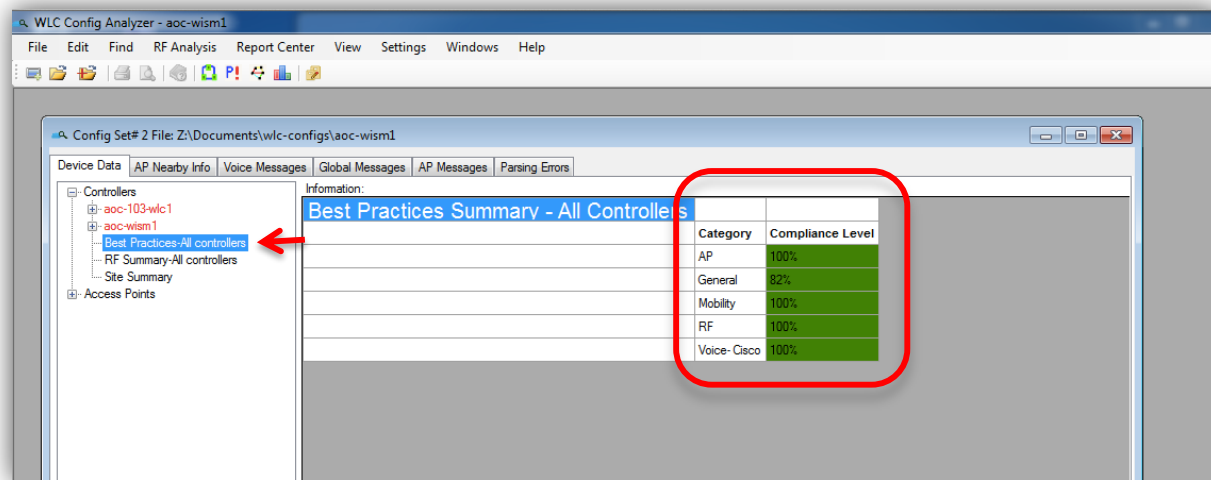 WLC Config Analyzer - aoc-wism1
File Edit Find RF Analysis Report Center View Settings Windows Help
P!
Config Set# 2 File: Z:\Documents\wlc-configs\aoc-wism1
Device Data AP Nearby Info Voice Messages Global Messages AP Messages Parsing Errors
Controllers
aoc-103-wlc1
aoc-wism1
Best Practices-All controllers
RF Summary-All controllers
Site Summary
Access Points
Information:
Best Practices Summary - All Controllers
Category Compliance Level
AP 100%
General 82%
Mobility 100%
RF 100%
Voice- Cisco 100%